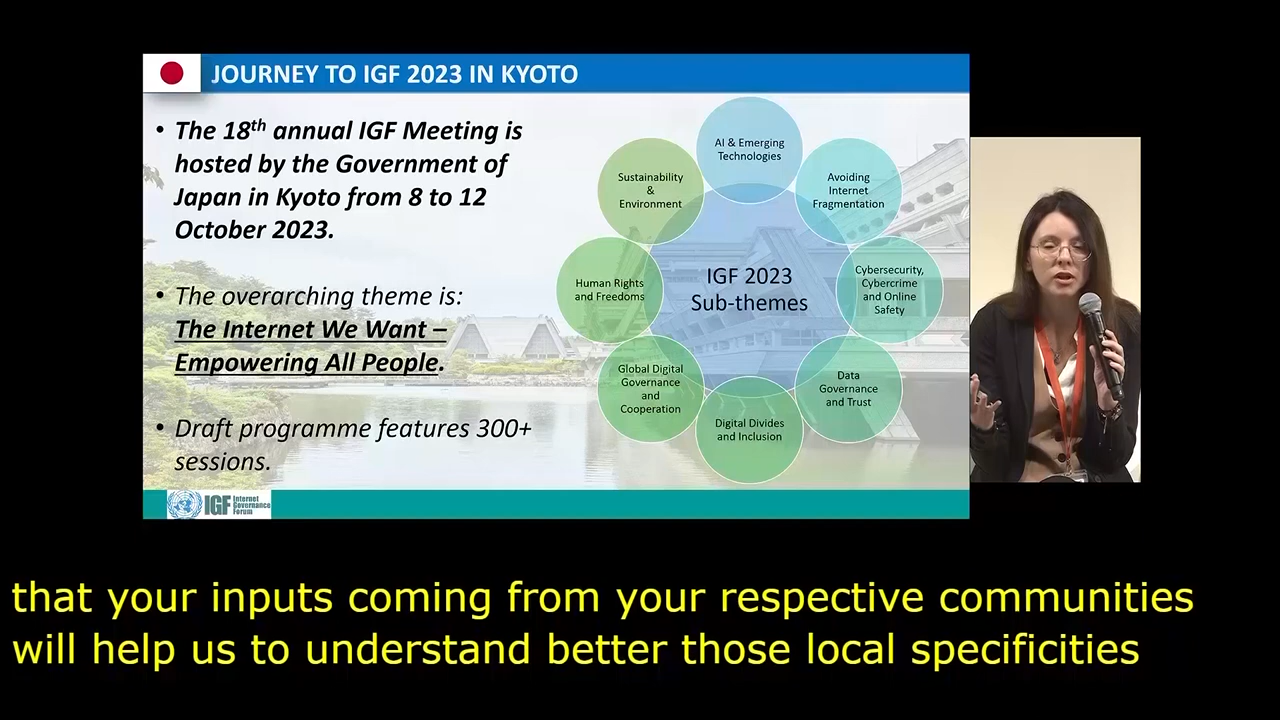 JOURNEY TO IGF 2023 IN KYOTO
• The 18th annual IGF Meeting is
hosted by the Government of
Japan in Kyoto from 8 to 12
October 2023.
• The overarching theme is:
The Internet We Want –
Empowering All People.
• Draft programme features 300+
sessions.
IGF 2023
Sub-themes
AI & Emerging
Technologies
Avoiding
Internet
Fragmentation
Cybersecurity,
Cybercrime
and Online
Safety
Data
Governance
and Trust
Digital Divides
and Inclusion
Global Digital
Governance
and
Cooperation
Human Rights
and Freedoms
Sustainability
&
Environment
IGF
Internet
Governance
Forum
that your inputs coming from your respective communities
will help us to understand better those local specificities